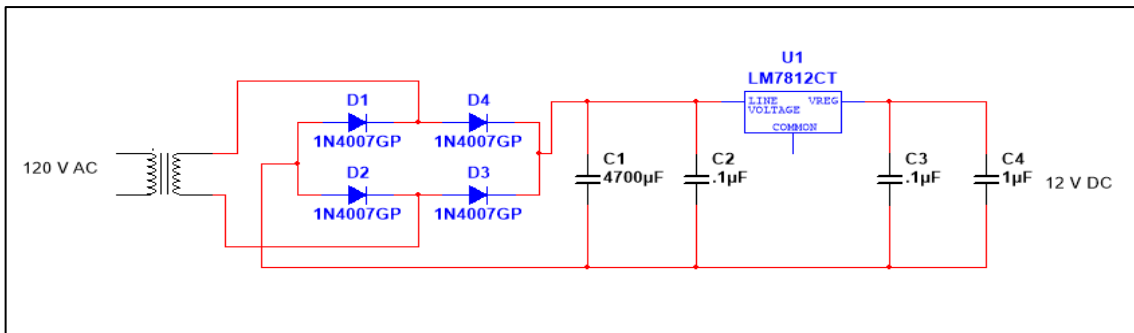 U1
LM7812CT
LINE VREG
VOLTAGE
COMMON
D1 D4
1N4007GP 1N4007GP
D2 D3
1N4007GP 1N4007GP
120 V AC
C1
4700µF
C2
.1µF
C3
.1µF
C4
1µF
12 V DC